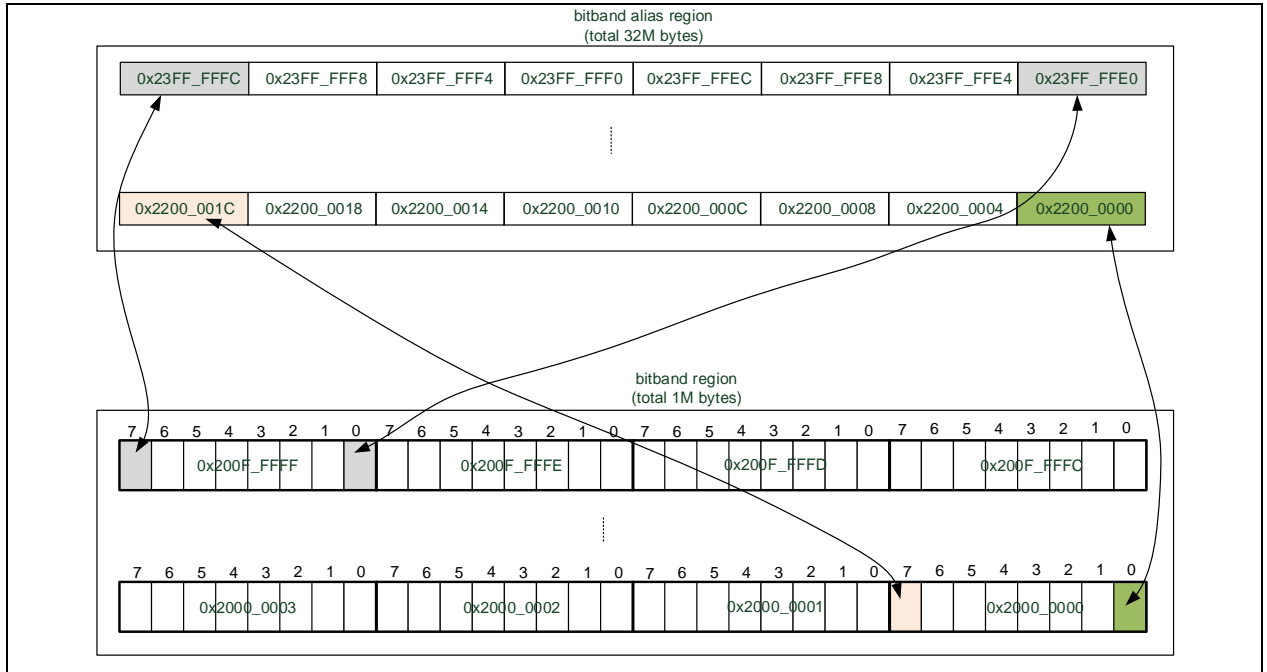 bitband alias region
(total 32M bytes)
0x23FF_FFFC 0x23FF_FFF8 0x23FF_FFF4 0x23FF_FFF0 0x23FF_FFEC 0x23FF_FFE8 0x23FF_FFE4 0x23FF_FFE0
0x2200_001C 0x2200_0018 0x2200_0014 0x2200_0010 0x2200_000C 0x2200_0008 0x2200_0004 0x2200_0000
bitband region
(total 1M bytes)
7 6 5 4 3 2 1 0 7 6 5 4 3 2 1 0 7 6 5 4 3 2 1 0 7 6 5 4 3 2 1 0
0x200F_FFFF 0x200F_FFFE 0x200F_FFFD 0x200F_FFFC
7 6 5 4 3 2 1 0 7 6 5 4 3 2 1 0 7 6 5 4 3 2 1 0 7 6 5 4 3 2 1 0
0x2000_0003 0x2000_0002 0x2000_0001 0x2000_0000